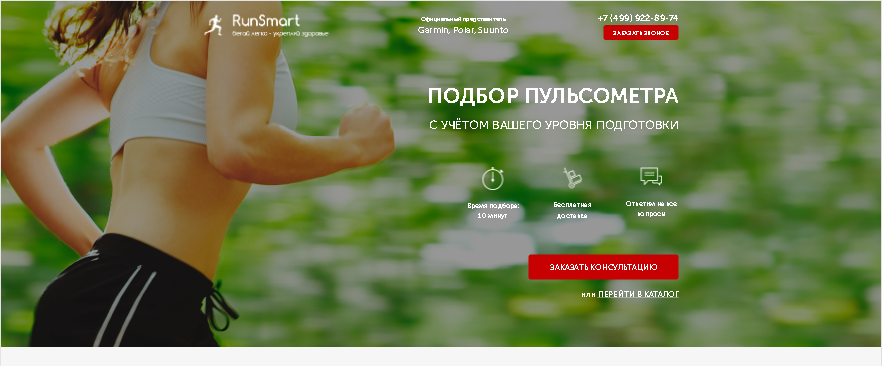 RunSmart
бегай легко - укрепляй здоровье
Официальный представитель
Garmin, Polar, Suunto
+7 (499) 922-89-74
ЗАКАЗАТЬ ЗВОНОК
ПОДБОР ПУЛЬСОМЕТРА
С УЧЁТОМ ВАШЕГО УРОВНЯ ПОДГОТОВКИ
Время подбора:
10 минут
Бесплатная
доставка
Ответим на все
вопросы
ЗАКАЗАТЬ КОНСУЛЬТАЦИЮ
или ПЕРЕЙТИ В КАТАЛОГ